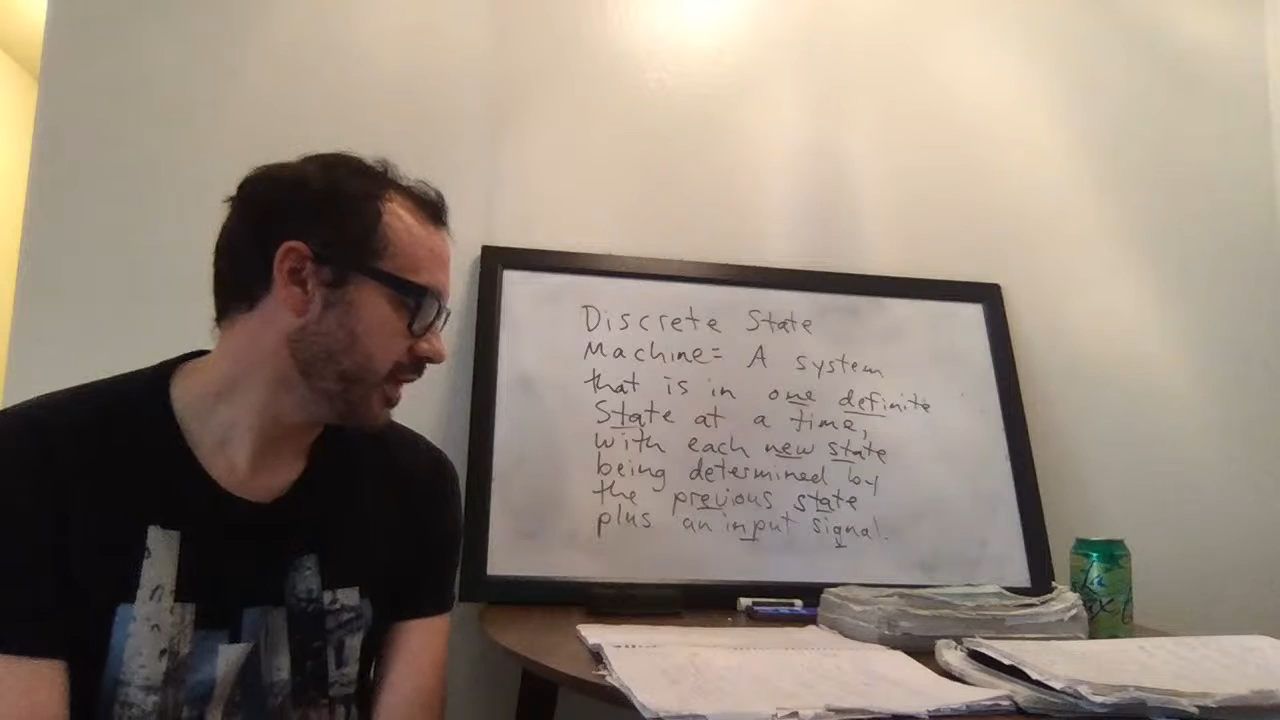 Discrete State
Machine= A system
that is in one definite
State at a time,
with each new state
being determined by
the previous state
plus an input signal.
La